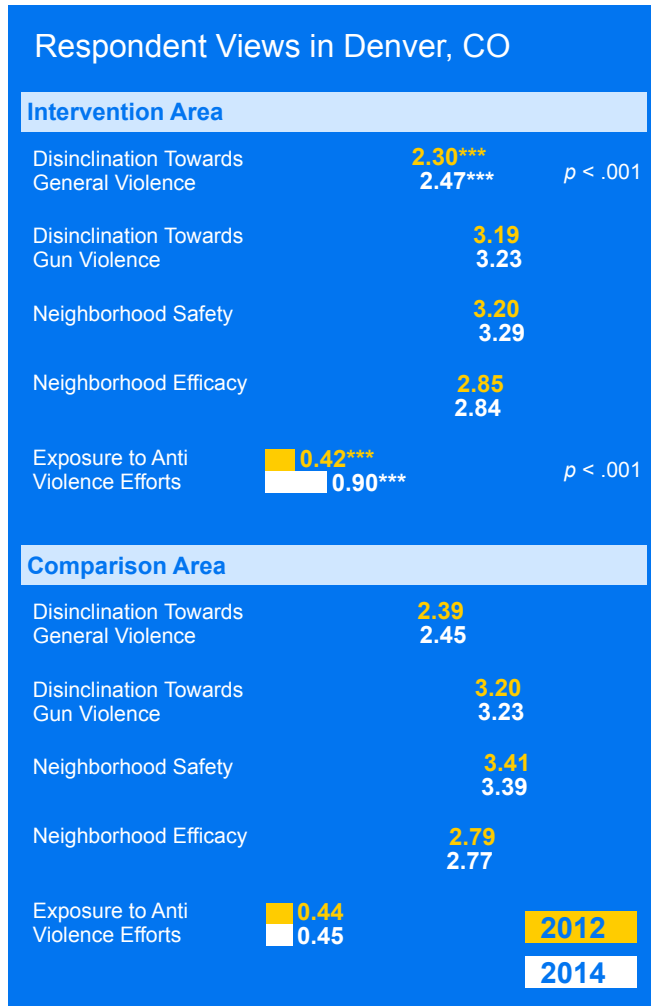 Respondent Views in Denver, CO
Intervention Area
Disinclination Towards
General Violence
2.30***
2.47***
p < .001
Disinclination Towards
Gun Violence
3.19
3.23
Neighborhood Safety
3.20
3.29
Neighborhood Efficacy
2.85
2.84
Exposure to Anti
Violence Efforts
0.42***
0.90***
p < .001
Comparison Area
Disinclination Towards
General Violence
2.39
2.45
Disinclination Towards
Gun Violence
3.20
3.23
Neighborhood Safety
3.41
3.39
Neighborhood Efficacy
2.79
2.77
Exposure to Anti
Violence Efforts
0.44
0.45
2012
2014